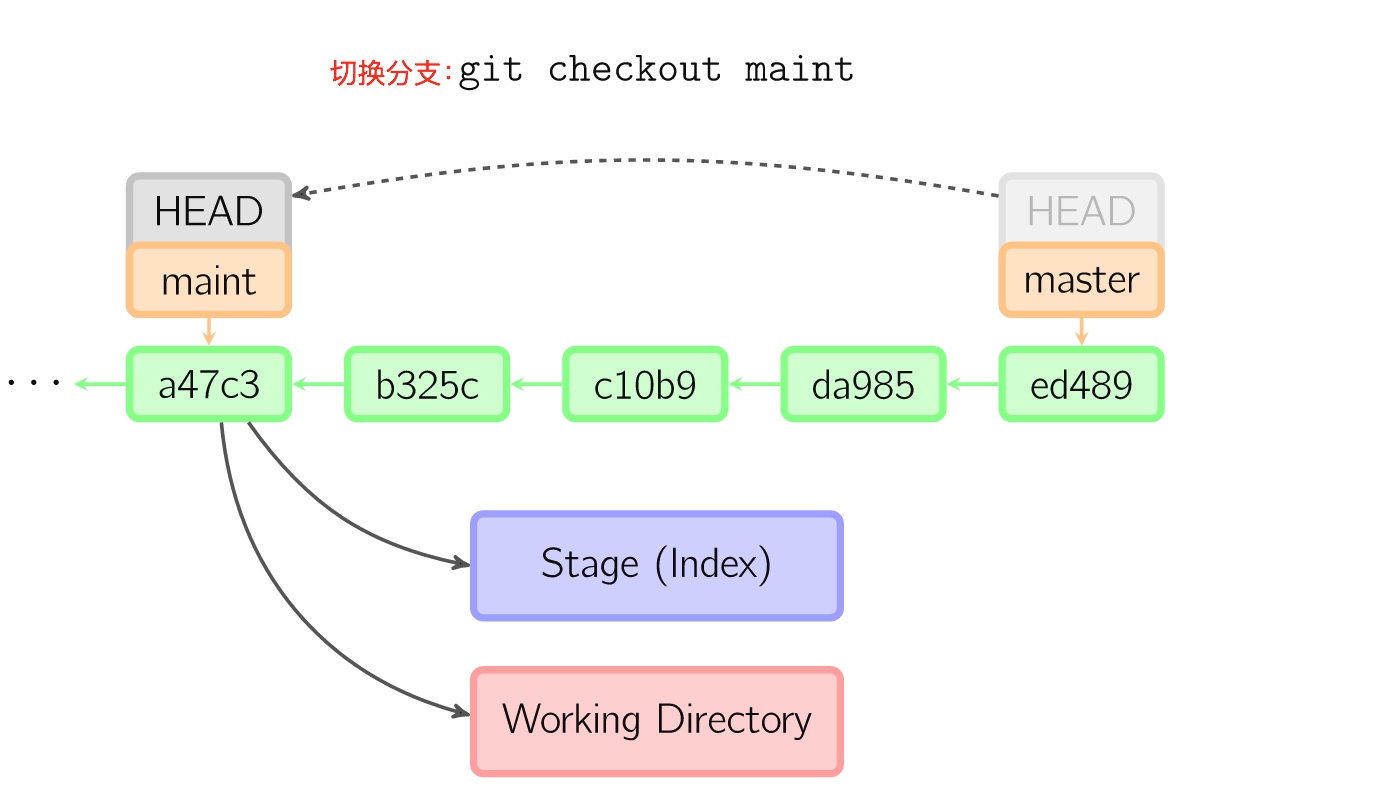 切换分支: git checkout maint
HEAD
HEAD
maint
master
...
a47c3
b325c
c10b9
da985
ed489
Stage (Index)
Working Directory